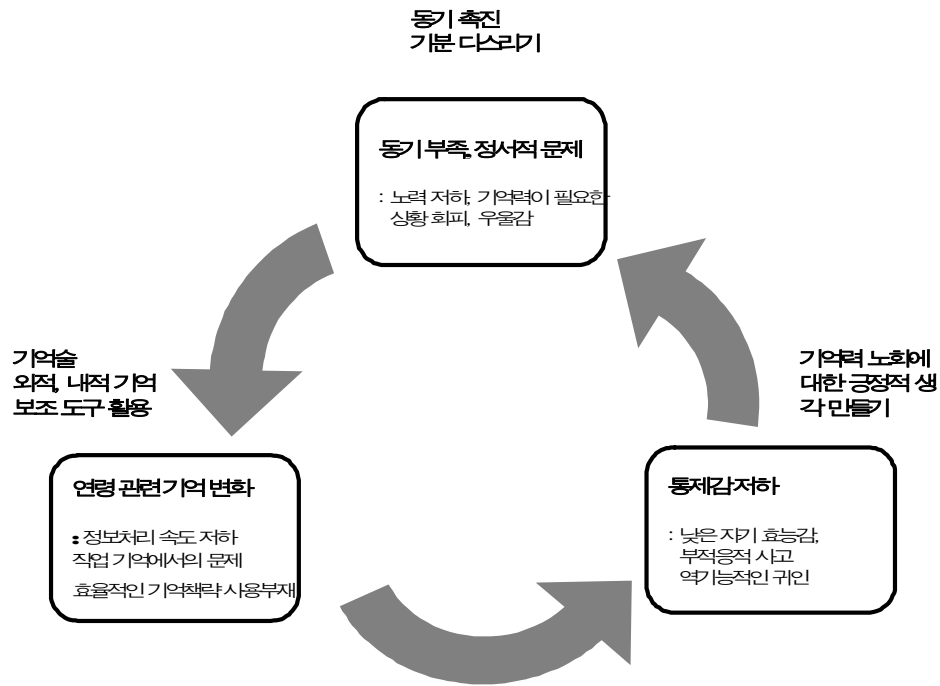 동기 촉진
기분 다스리기
동기 부족, 정서적 문제
: 노력 저하, 기억력이 필요한
상황 회피, 우울감
기억술
외적, 내적 기억
보조 도구 활용
기억력 노화에
대한 긍정적 생
각 만들기
연령 관련 기억 변화
: 정보처리 속도 저하
작업 기억에서의 문제
효율적인 기억책략 사용부재
통제감 저하
: 낮은 자기 효능감,
부적응적 사고
역기능적인 귀인